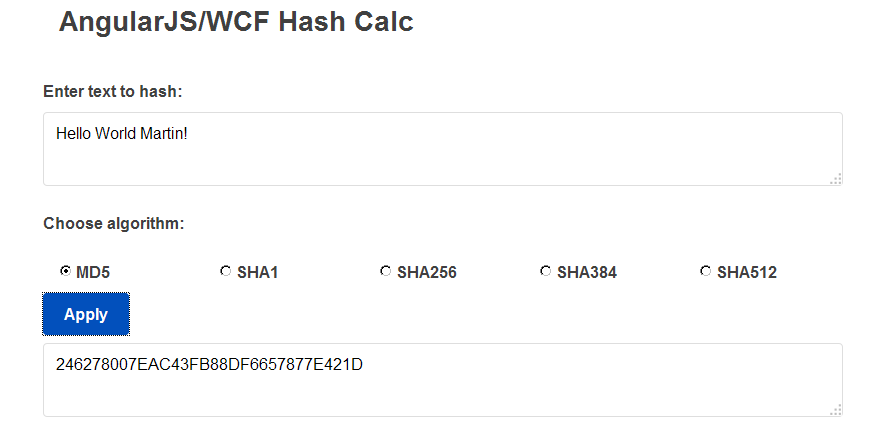 AngularJS/WCF Hash Calc
Enter text to hash:
Hello World Martin!
Choose algorithm:
MD5 SHA1 SHA256 SHA384 SHA512
Apply
246278007EAC43FB88DF6657877E421D